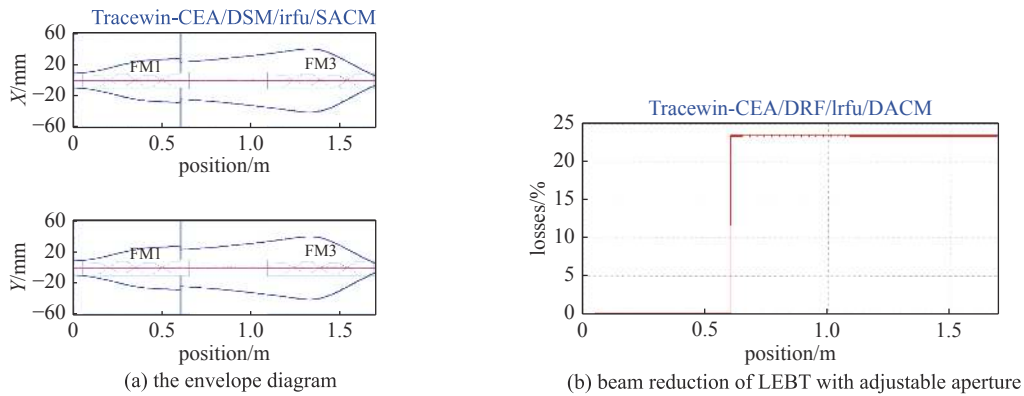 Tracewin-CEA/DSM/irfu/SACM
60
20
−20
−60
X/mm
FM1
FM3
0 0.5 1.0 1.5
position/m
60
20
−20
−60
Y/mm
FM1
FM3
0 0.5 1.0 1.5
position/m
(a) the envelope diagram
Tracewin-CEA/DRF/lrfu/DACM
25
20
15
10
5
0
losses/%
0 0.5 1.0 1.5
position/m
(b) beam reduction of LEBT with adjustable aperture